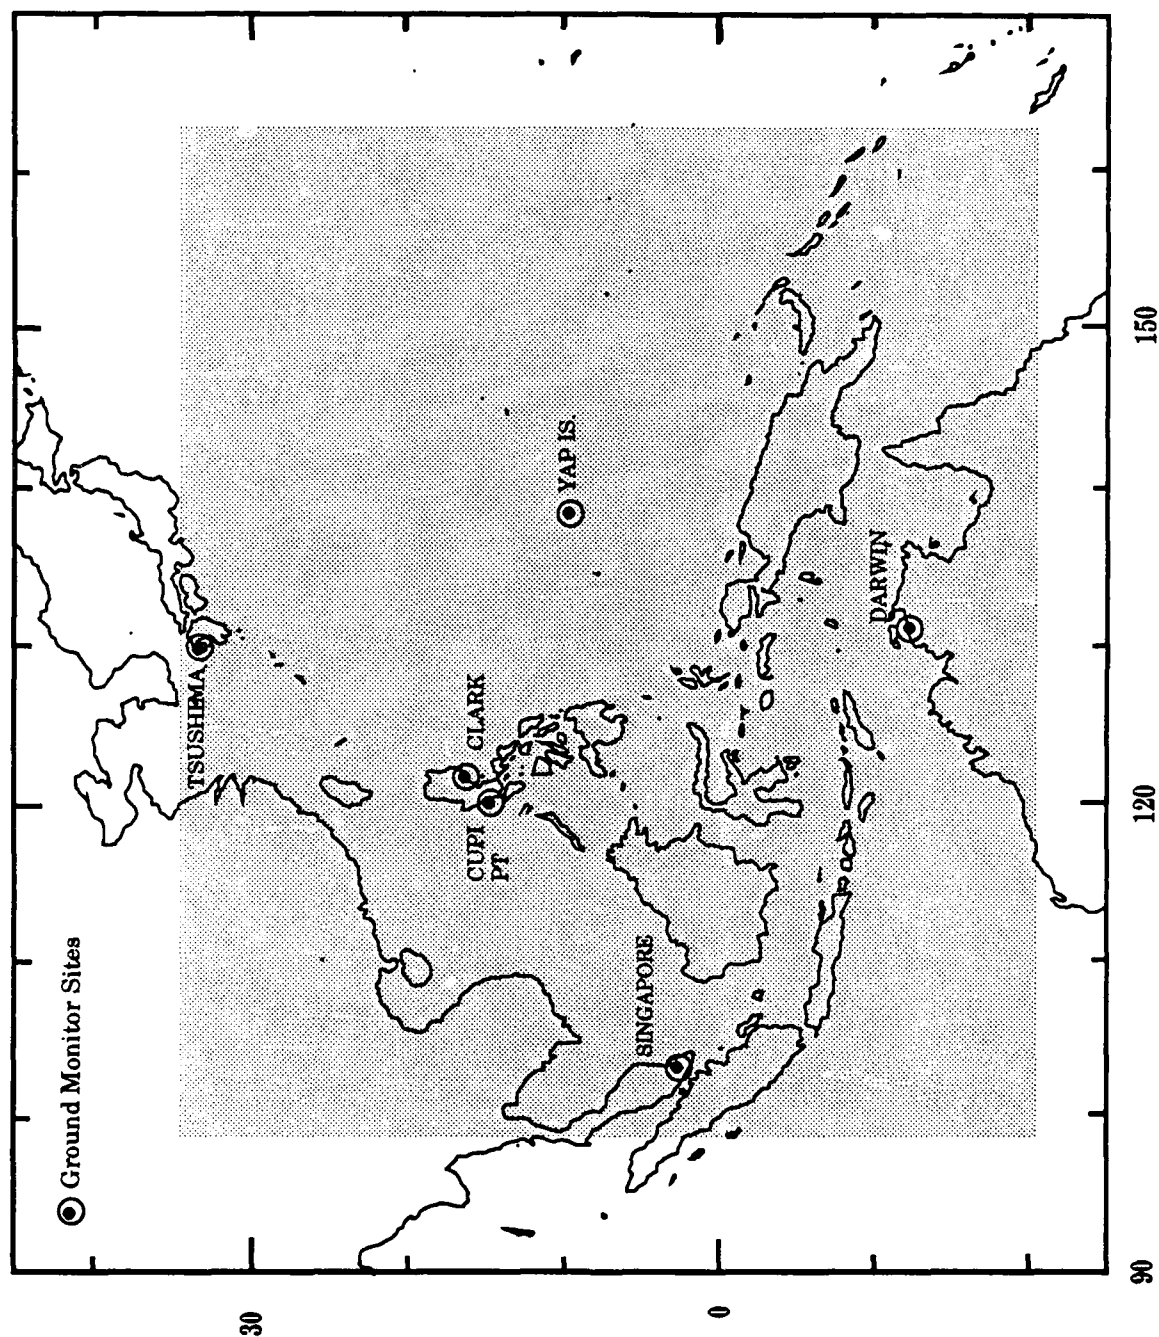 Ground Monitor Sites
TSUSHIMA
CLARK
CUPI
PT
YAP IS.
SINGAPORE
DARWIN
30
0
90
120
150